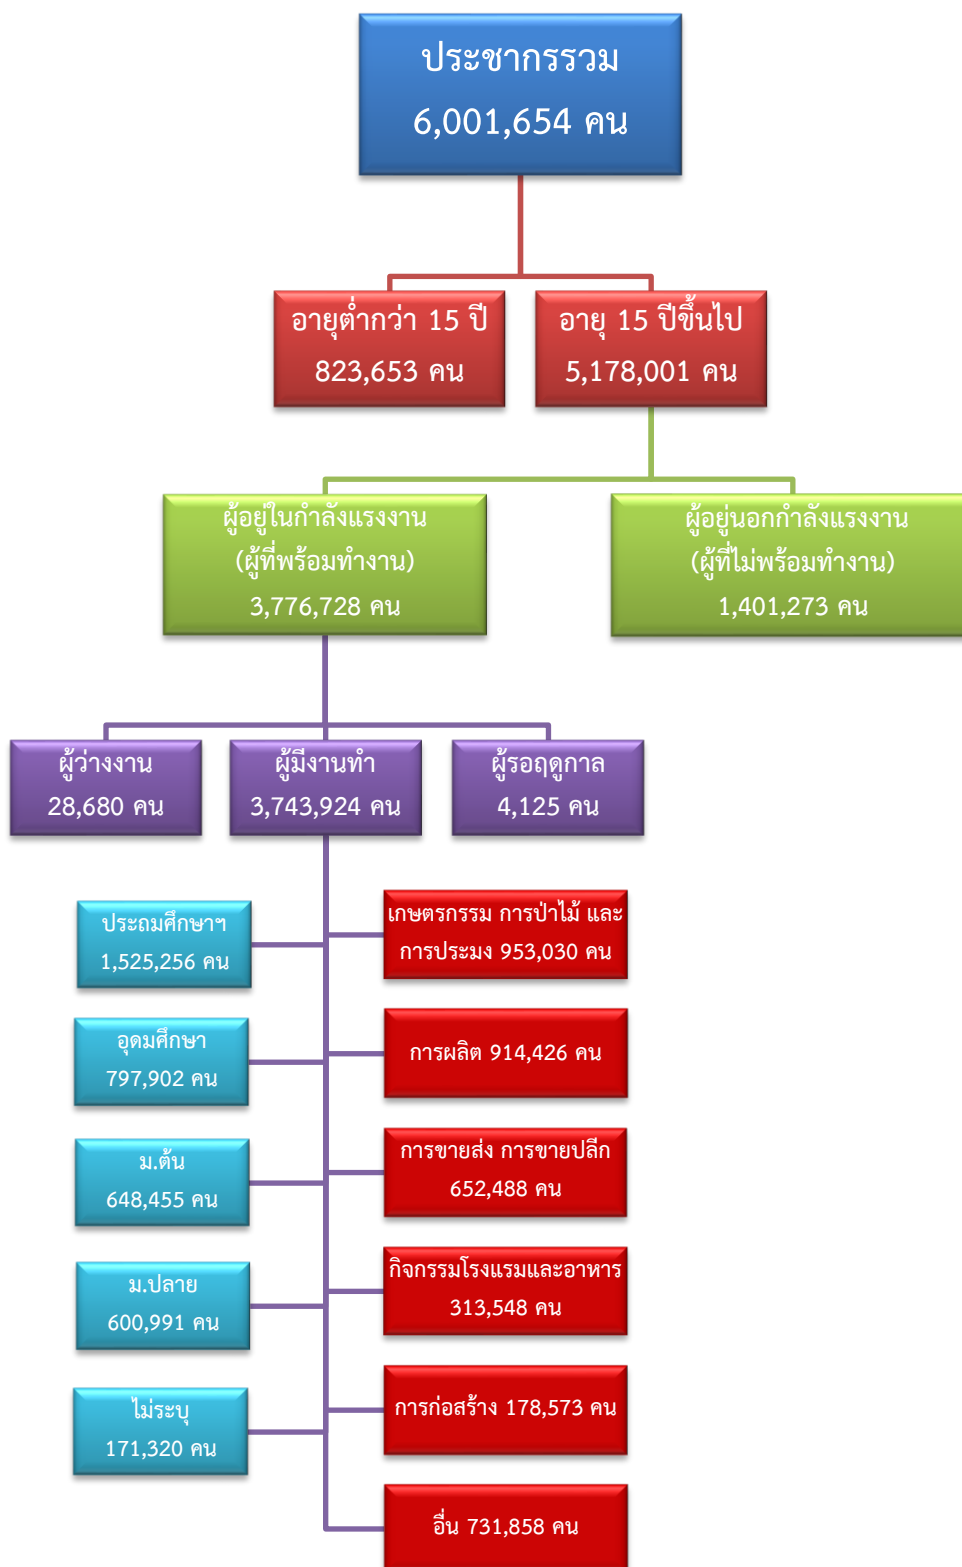 ประชากรรวม
6,001,654 คน
อายุต่ำกว่า 15 ปี
823,653 คน
อายุ 15 ปีขึ้นไป
5,178,001 คน
ผู้อยู่ในกำลังแรงงาน
(ผู้ที่พร้อมทำงาน)
3,776,728 คน
ผู้อยู่นอกกำลังแรงงาน
(ผู้ที่ไม่พร้อมทำงาน)
1,401,273 คน
ผู้ว่างงาน
28,680 คน
ผู้มีงานทำ
3,743,924 คน
ผู้รอฤดูกาล
4,125 คน
ประถมศึกษาฯ
1,525,256 คน
อุดมศึกษา
797,902 คน
ม.ต้น
648,455 คน
ม.ปลาย
600,991 คน
ไม่ระบุ
171,320 คน
เกษตรกรรม การป่าไม้ และ
การประมง 953,030 คน
การผลิต 914,426 คน
การขายส่ง การขายปลีก
652,488 คน
กิจกรรมโรงแรมและอาหาร
313,548 คน
การก่อสร้าง 178,573 คน
อื่น 731,858 คน